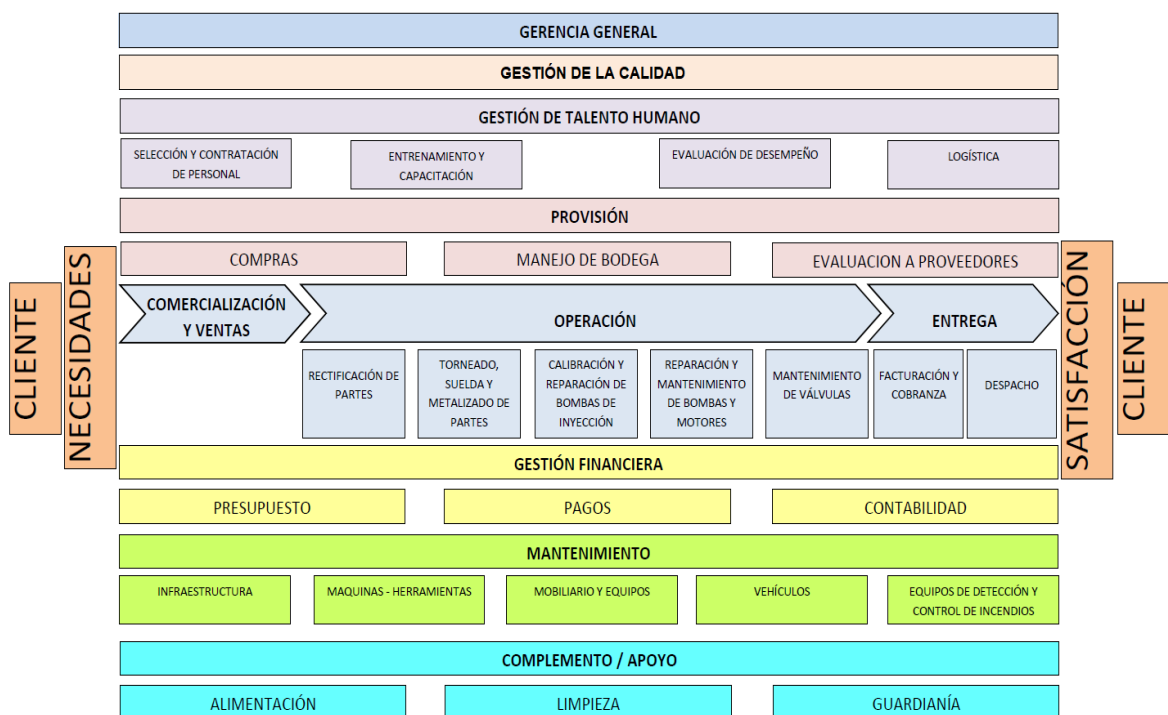 GERENCIA GENERAL
GESTIÓN DE LA CALIDAD
GESTIÓN DE TALENTO HUMANO
SELECCIÓN Y CONTRATACIÓN
DE PERSONAL
ENTRENAMIENTO Y
CAPACITACIÓN
EVALUACIÓN DE DESEMPEÑO
LOGÍSTICA
PROVISIÓN
COMPRAS
MANEJO DE BODEGA
EVALUACION A PROVEEDORES
CLIENTE
NECESIDADES
COMERCIALIZACIÓN
Y VENTAS
OPERACIÓN
ENTREGA
RECTIFICACIÓN DE
PARTES
TORNEADO,
SUELDA Y
METALIZADO DE
PARTES
CALIBRACIÓN Y
REPARACIÓN DE
BOMBAS DE
INYECCIÓN
REPARACIÓN Y
MANTENIMIENTO
DE BOMBAS Y
MOTORES
MANTENIMIENTO
DE VÁLVULAS
FACTURACIÓN Y
COBRANZA
DESPACHO
SATISFACCIÓN
CLIENTE
GESTIÓN FINANCIERA
PRESUPUESTO
PAGOS
CONTABILIDAD
MANTENIMIENTO
INFRAESTRUCTURA
MAQUINAS - HERRAMIENTAS
MOBILIARIO Y EQUIPOS
VEHÍCULOS
EQUIPOS DE DETECCIÓN Y
CONTROL DE INCENDIOS
COMPLEMENTO / APOYO
ALIMENTACIÓN
LIMPIEZA
GUARDIANÍA